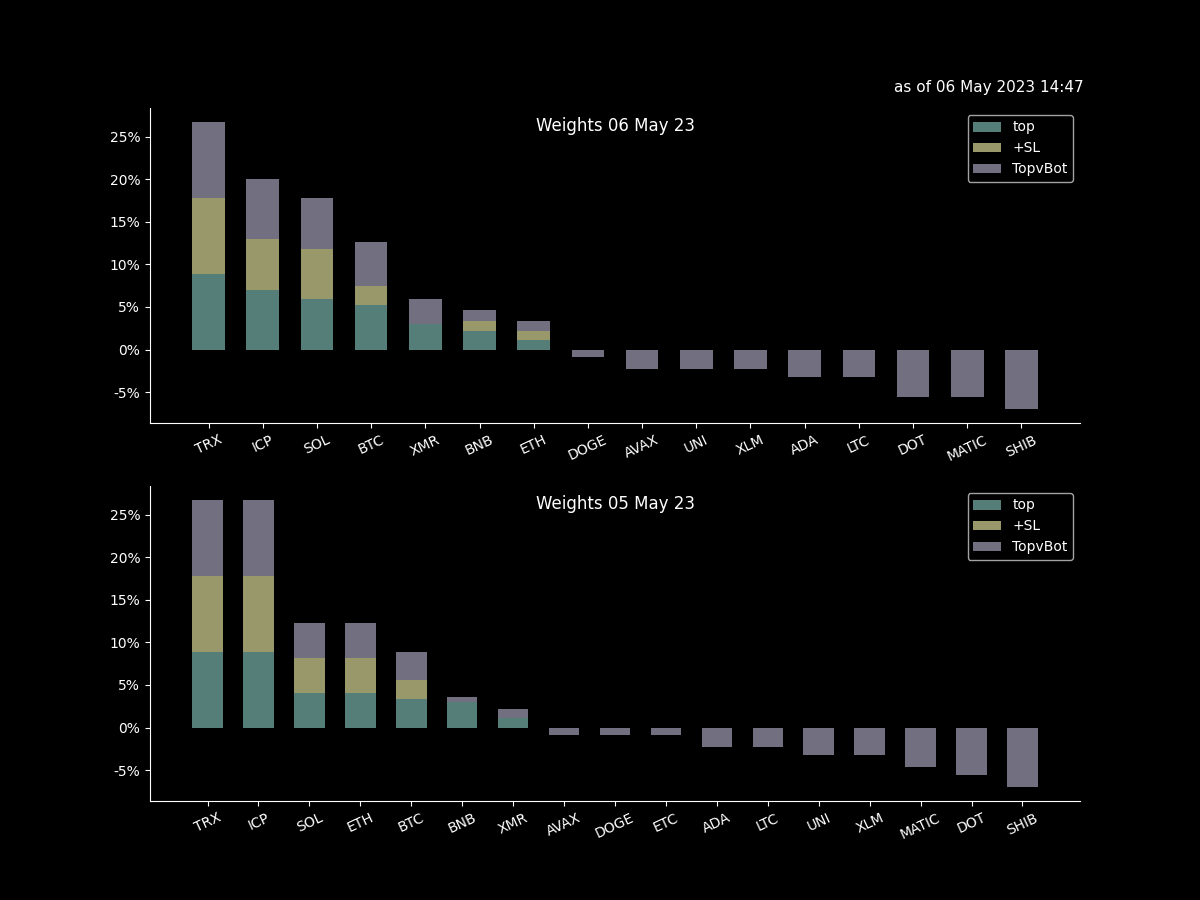 as of 06 May 2023 14:47
Weights 06 May 23
top
+SL
TopvBot
25%
20%
15%
10%
5%
0%
-5%
TRX ICP SOL BTC XMR BNB ETH DOGE AVAX UNI XLM ADA LTC DOT MATIC SHIB
Weights 05 May 23
top
+SL
TopvBot
25%
20%
15%
10%
5%
0%
-5%
TRX ICP SOL ETH BTC BNB XMR AVAX DOGE ETC ADA LTC UNI XLM MATIC DOT SHIB